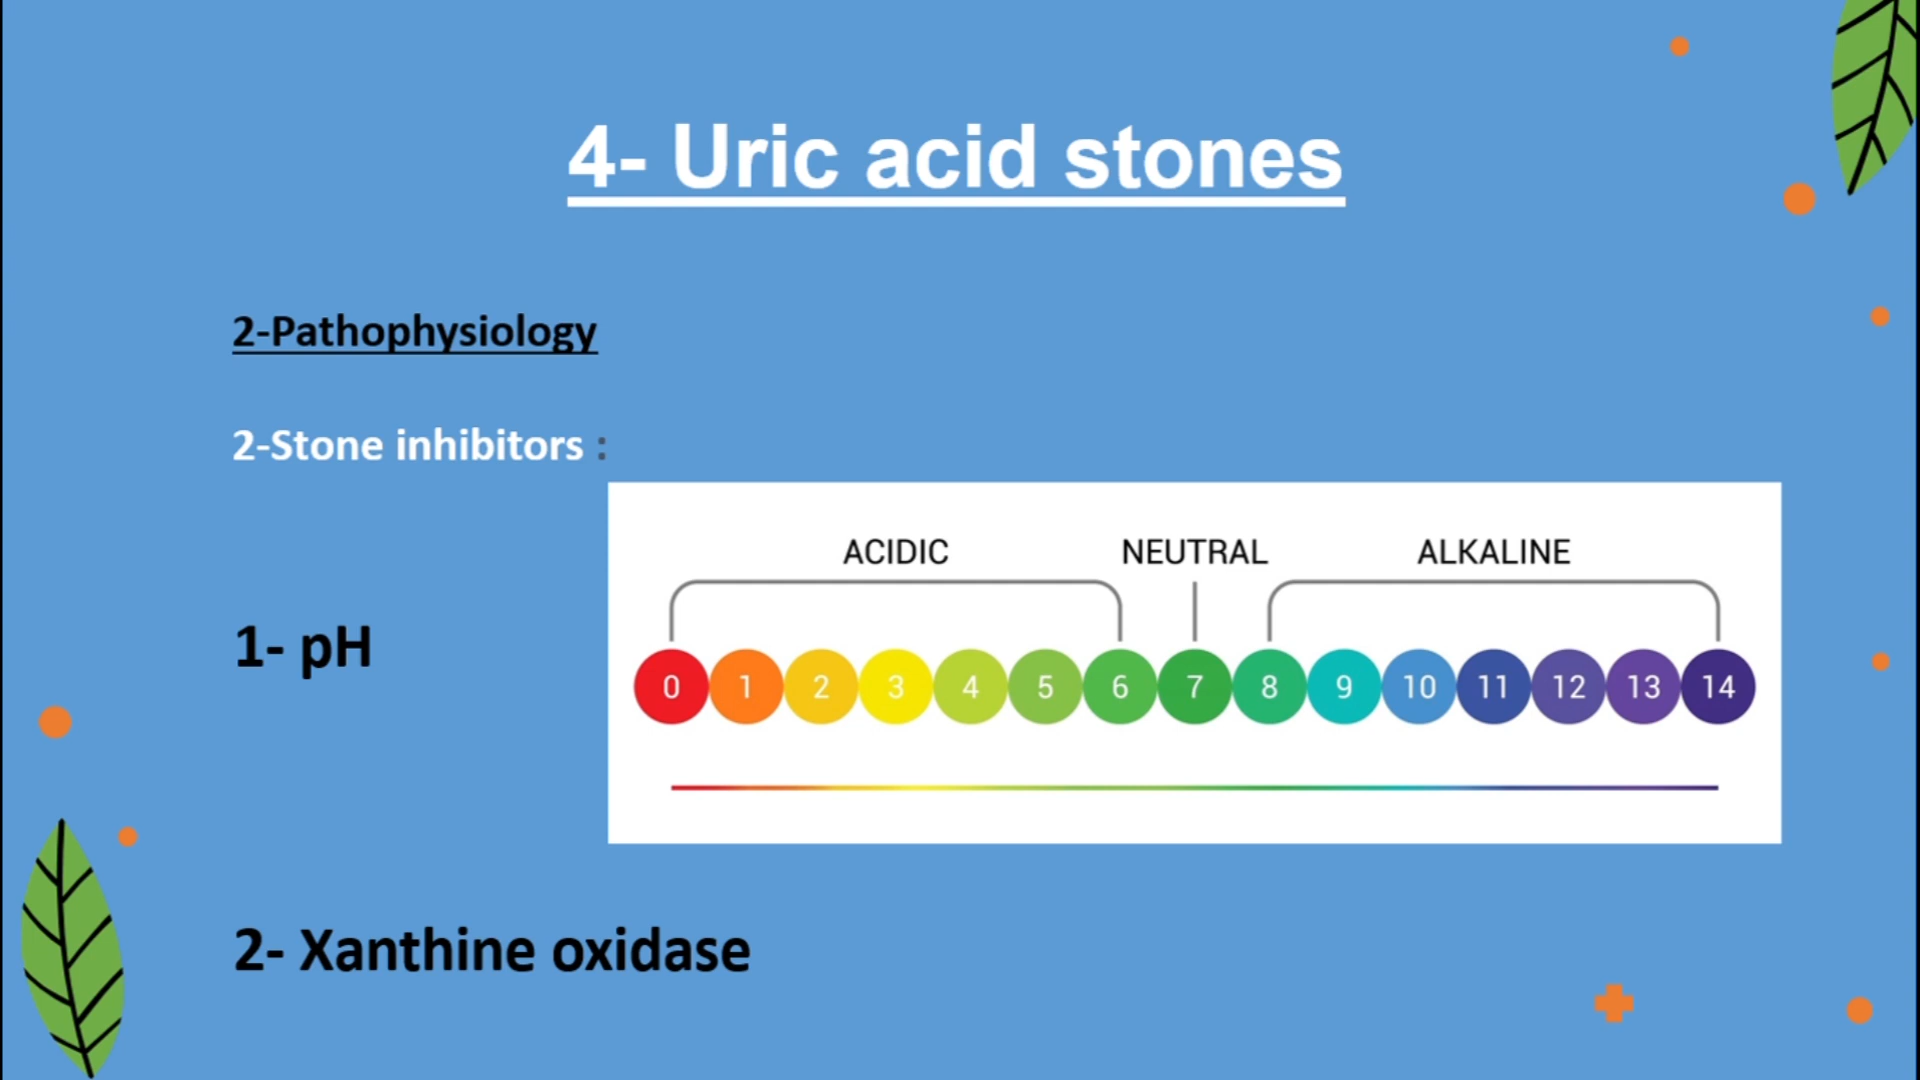 4- Uric acid stones
2-Pathophysiology
2-Stone inhibitors :
ACIDIC NEUTRAL ALKALINE
1- pH
0 1 2 3 4 5 6 7 8 9 10 11 12 13 14
2- Xanthine oxidase